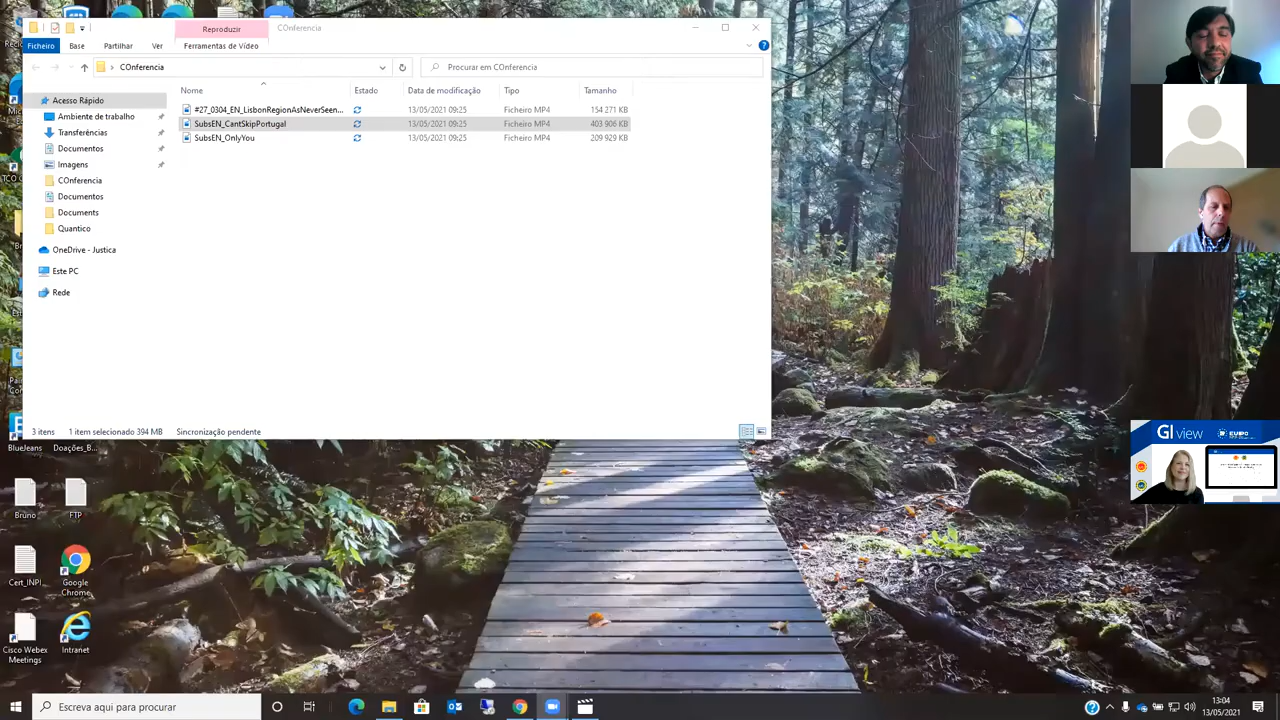 Reproduzir
COnferencia
Ficheiro
Base
Partilhar
Ver
Ferramentas de Vídeo
COnferencia
Procurar em COnferencia
Nome
Estado
Data de modificação
Tipo
Tamanho
#27_0304_EN_LisbonRegionAsNeverSeen...
13/05/2021 09:25
Ficheiro MP4
154 271 KB
SubsEN_CantSkipPortugal
13/05/2021 09:25
Ficheiro MP4
403 906 KB
SubsEN_OnlyYou
13/05/2021 09:25
Ficheiro MP4
209 929 KB
Acesso Rápido
Ambiente de trabalho
Transferências
Documentos
Imagens
COnferencia
Documentos
Documents
Quantico
OneDrive - Justica
Este PC
Rede
3 itens
1 item selecionado 394 MB
Sincronização pendente
BlueJeans
Doações_B...
Bruno
FTP
Cert_INPI
Google Chrome
Cisco Webex Meetings
Intranet
GI view
EUIPO
Escreva aqui para procurar
13:04
13/05/2021